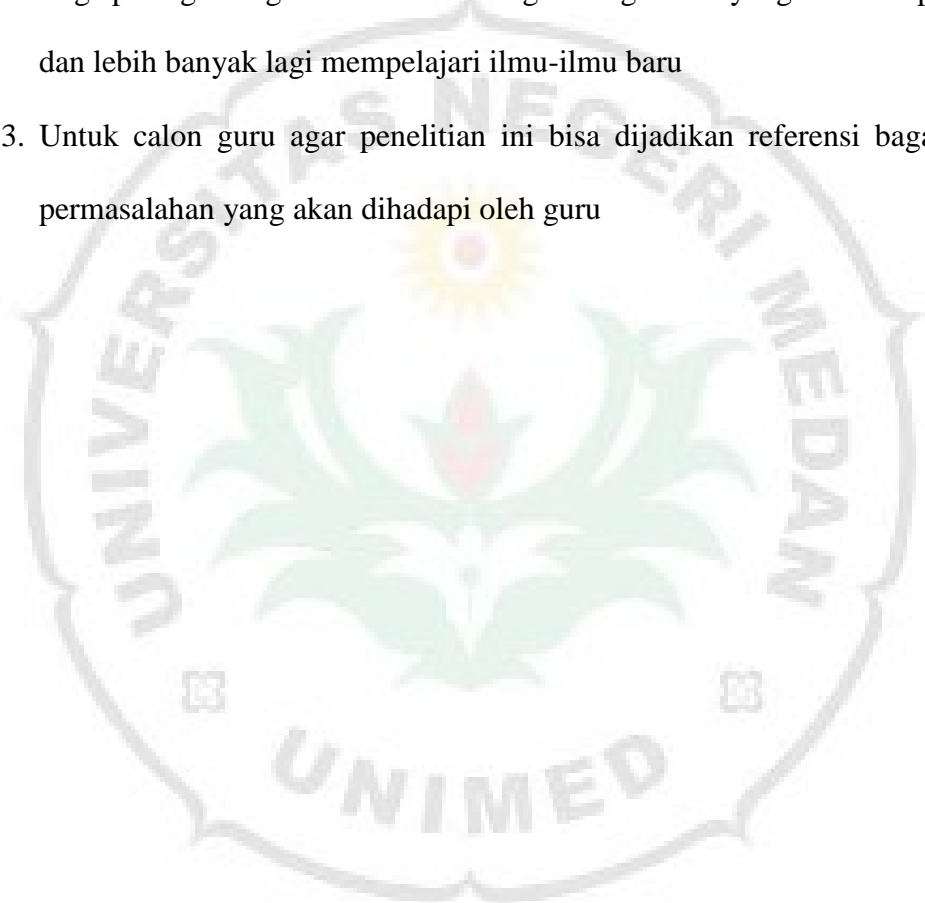 dan lebih banyak lagi mempelajari ilmu-ilmu baru
3. Untuk calon guru agar penelitian ini bisa dijadikan referensi
permasalahan yang akan dihadapi oleh guru
UNIVERSITAS NEGERI MEDAN
UNIMED